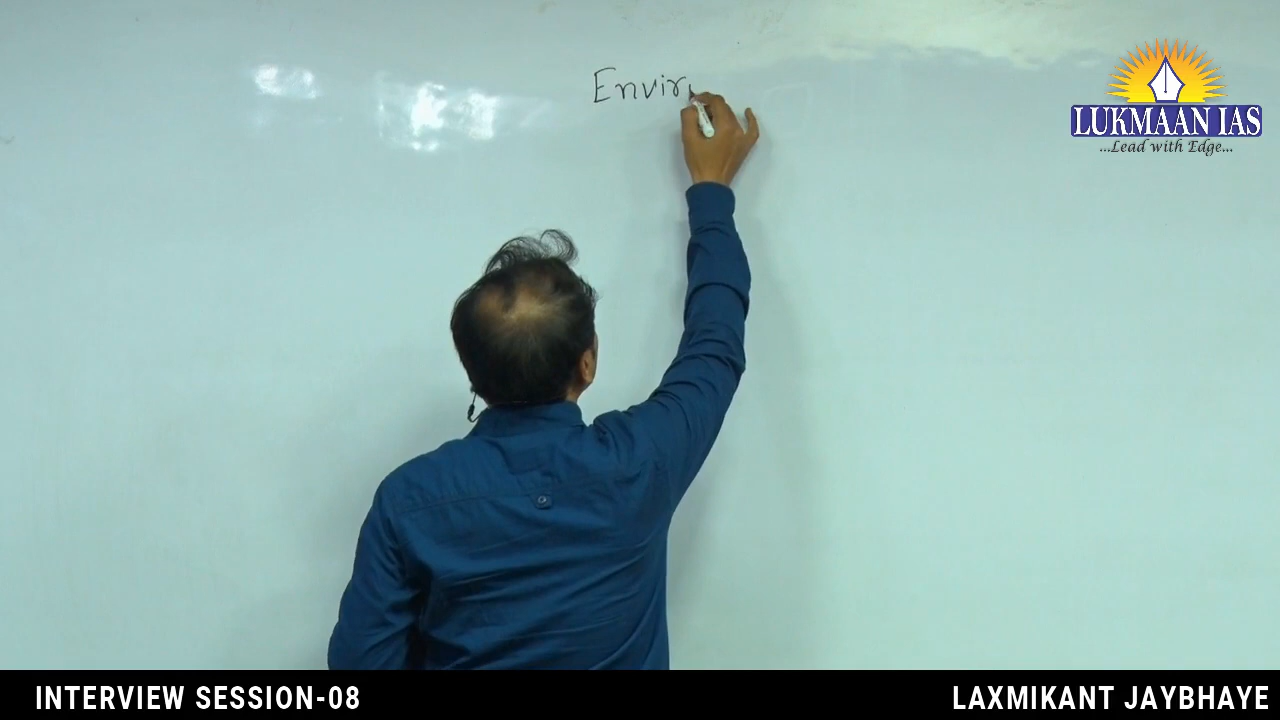 Envir
LUKMAAN IAS
...Lead with Edge...
INTERVIEW SESSION-08
LAXMIKANT JAYBHAYE